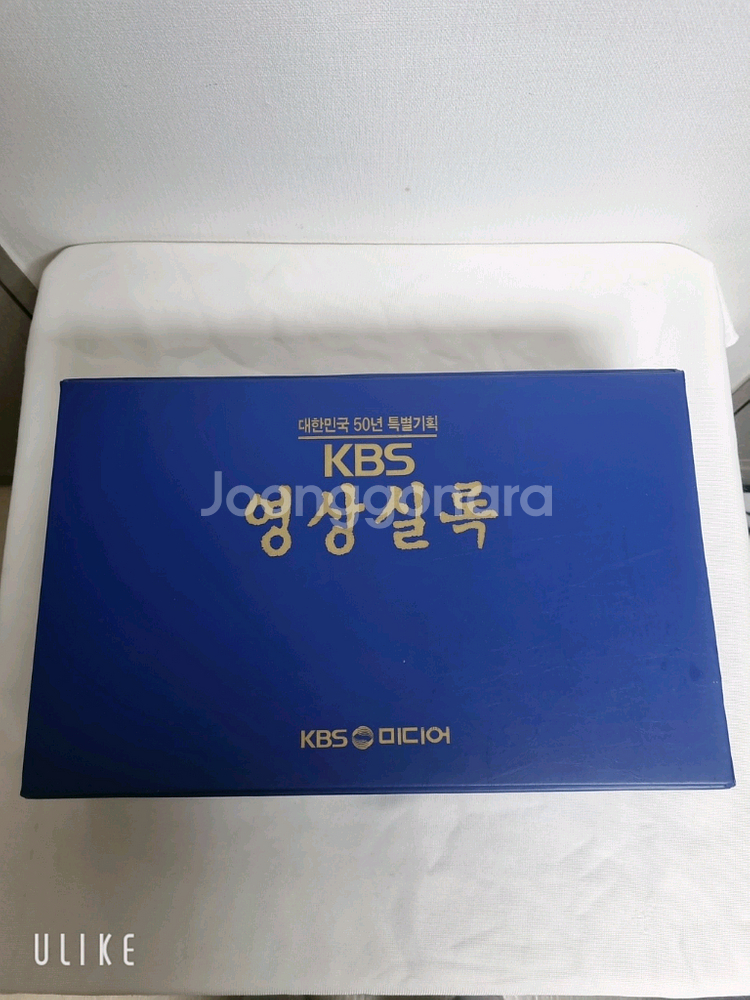 대한민국 50년 특별기획
KBS
영상실록
Joonggonara
KBS 미디어
ULIKE